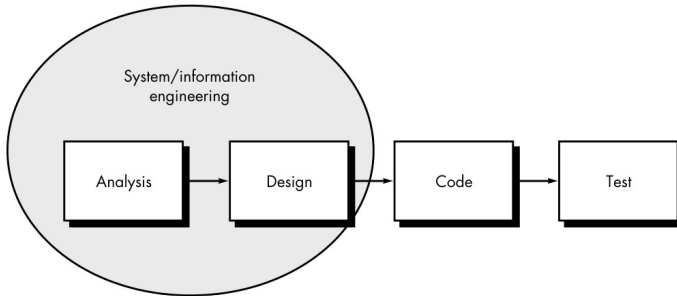 System/information
engineering
Analysis
Design
Code
Test